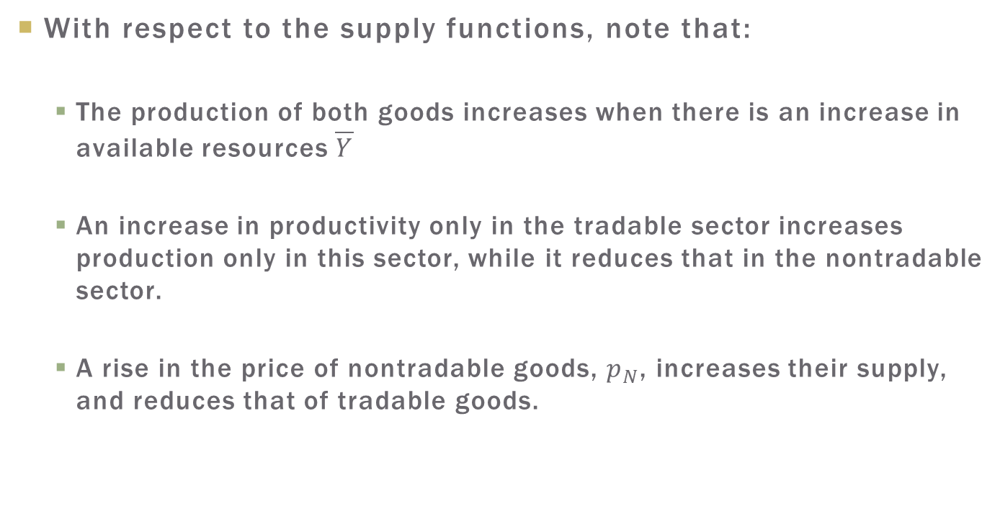 With respect to the supply functions, note that:
The production of both goods increases when there is an increase in
available resources Y̅
An increase in productivity only in the tradable sector increases
production only in this sector, while it reduces that in the nontradable
sector.
A rise in the price of nontradable goods, p_N, increases their supply,
and reduces that of tradable goods.